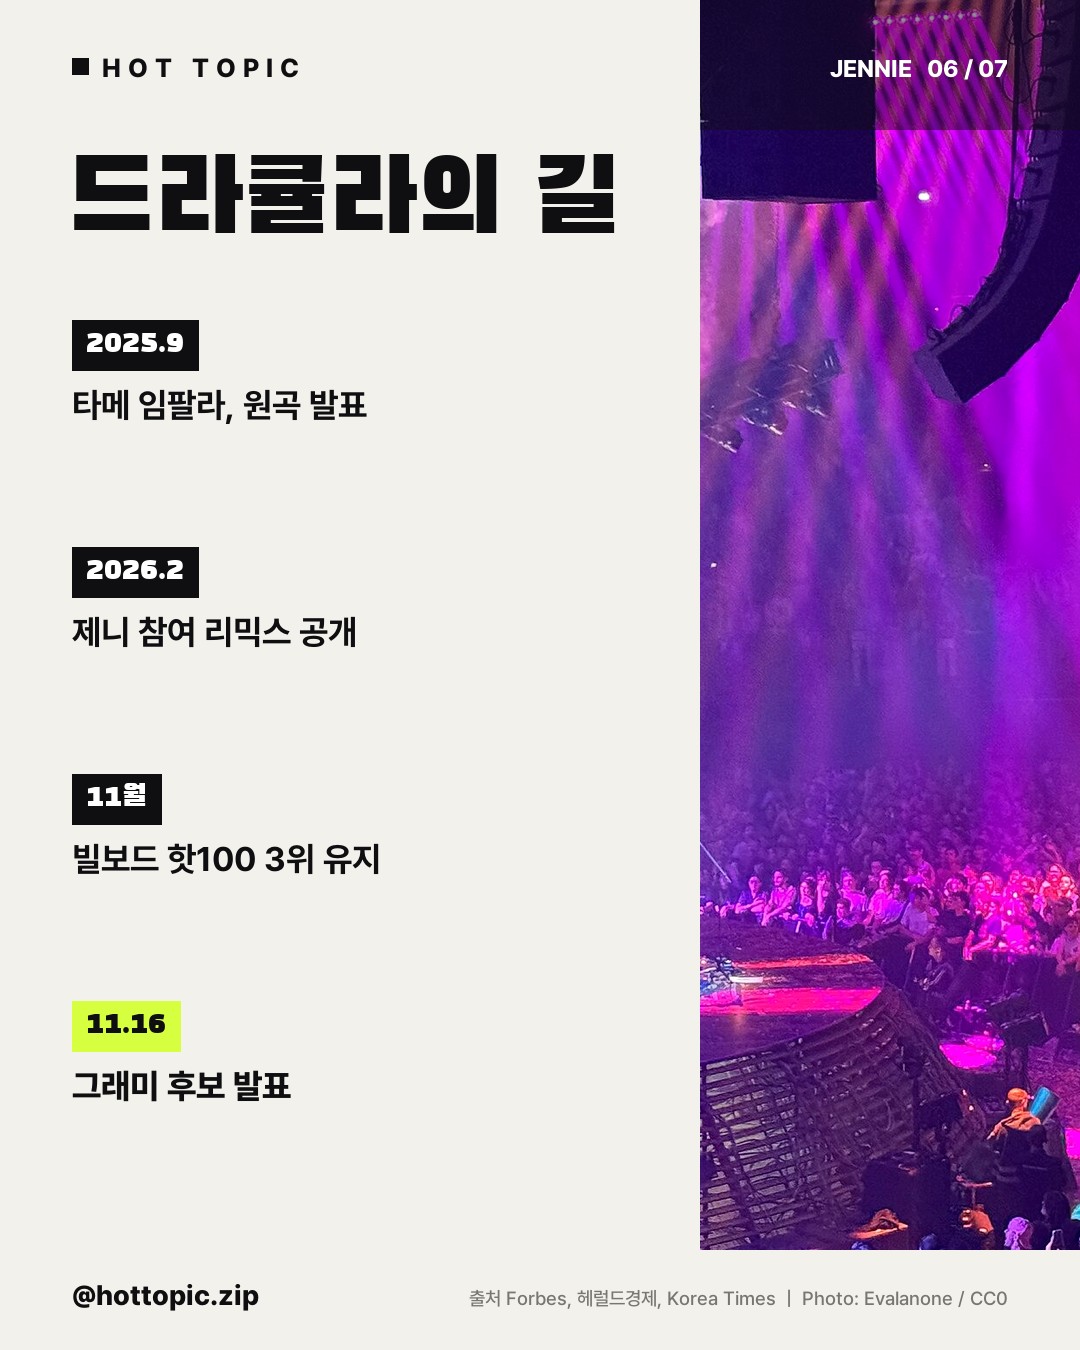 HOT TOPIC
JENNIE 06 / 07
드라큘라의 길
2025.9
타메 임팔라, 원곡 발표
2026.2
제니 참여 리믹스 공개
11월
빌보드 핫100 3위 유지
11.16
그래미 후보 발표
@hottopic.zip
출처 Forbes, 헤럴드경제, Korea Times | Photo: Evalanone / CC0